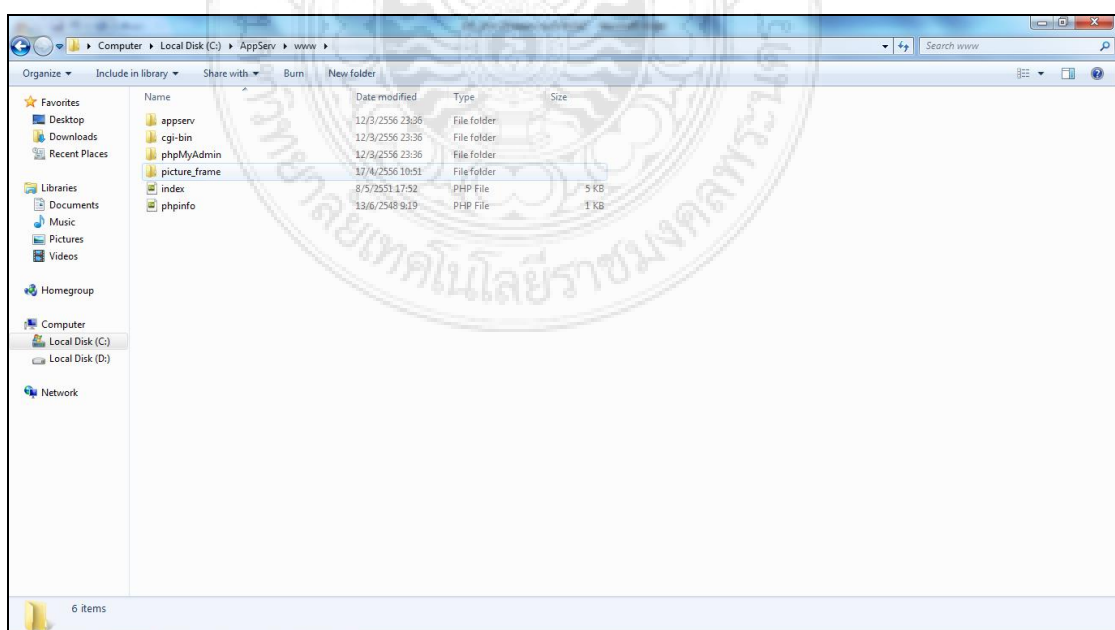 Computer ▸ Local Disk (C:) ▸ AppServ ▸ www ▸
Search www
Organize Include in library Share with Burn New folder
Favorites
Desktop
Downloads
Recent Places
Libraries
Documents
Music
Pictures
Videos
Homegroup
Computer
Local Disk (C:)
Local Disk (D:)
Network
Name Date modified Type Size
appserv 12/3/2556 23:36 File folder
cgi-bin 12/3/2556 23:36 File folder
phpMyAdmin 12/3/2556 23:36 File folder
picture_frame 17/4/2556 10:51 File folder
index 8/5/2551 17:52 PHP File 5 KB
phpinfo 13/6/2548 9:19 PHP File 1 KB
6 items